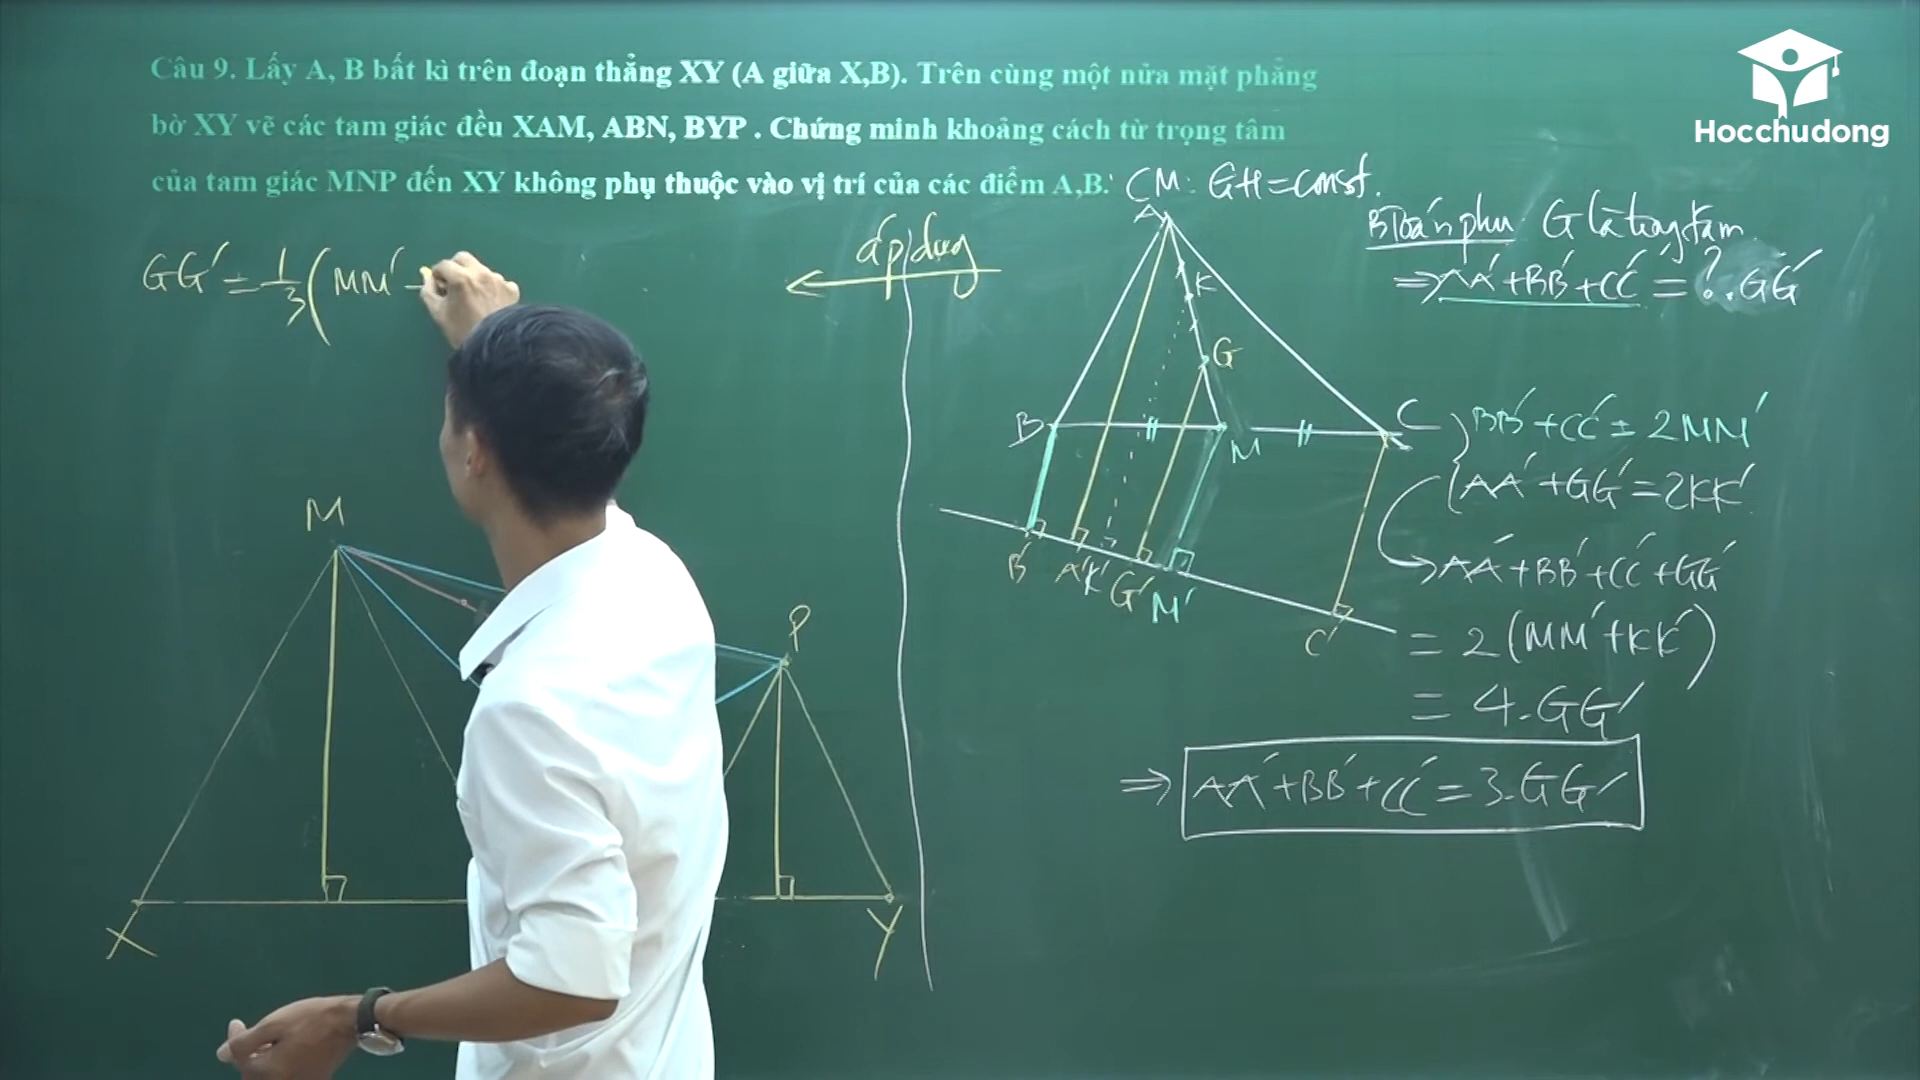 Câu 9. Lấy A, B bất kì trên đoạn thẳng XY (A giữa X,B). Trên cùng một nửa mặt phẳng
bờ XY vẽ các tam giác đều XAM, ABN, BYP . Chứng minh khoảng cách từ trọng tâm
của tam giác MNP đến XY không phụ thuộc vào vị trí của các điểm A,B.
CM: GH = const.
Hocchudong
GG' = 1/3 (MM'
áp dụng
M
P
X
Y
A
K
G
B
M
C
B'
A'
K'
G'
M'
C'
BToán phụ: G là trọng tâm
⇒ AA' + BB' + CC' = ?.GG'
BB' + CC' = 2MM'
AA' + GG' = 2KK'
→ AA' + BB' + CC' + GG'
= 2(MM' + KK')
= 4.GG'
⇒ AA' + BB' + CC' = 3.GG'